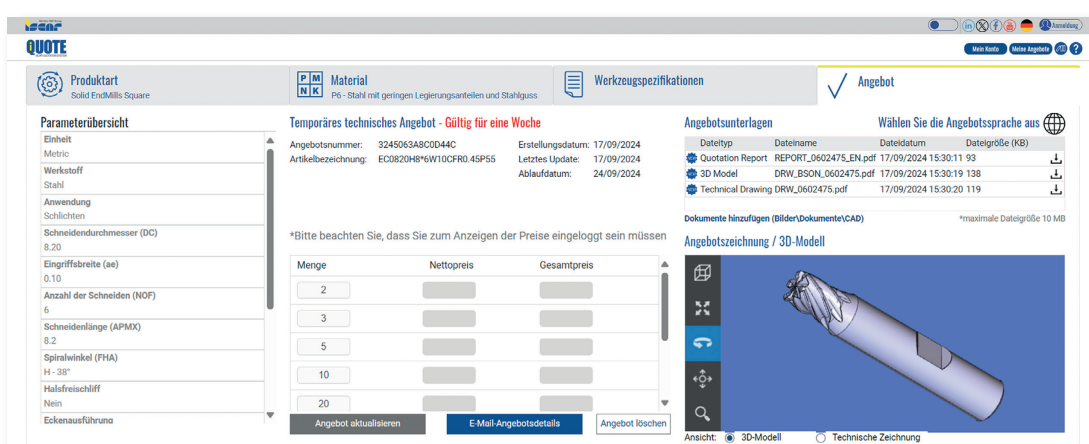 ISCAR
Anmeldung
QUOTE
Mein Konto Meine Angebote ?
Produktart
Solid EndMills Square
P M
N K
Material
P6 - Stahl mit geringen Legierungsanteilen und Stahlguss
Werkzeugspezifikationen
Angebot
Parameterübersicht
Einheit
Metric
Werkstoff
Stahl
Anwendung
Schlichten
Schneidendurchmesser (DC)
8.20
Eingriffsbreite (ae)
0.10
Anzahl der Schneiden (NOF)
6
Schneidenlänge (APMX)
8.2
Spiralwinkel (FHA)
H - 38°
Halsfreischliff
Nein
Eckenausführung
Temporäres technisches Angebot - Gültig für eine Woche
Angebotsnummer: 3245063A8C0D44C Erstellungsdatum: 17/09/2024
Artikelbezeichnung: EC0820H8*6W10CFR0.45P55 Letztes Update: 17/09/2024
Ablaufdatum: 24/09/2024
*Bitte beachten Sie, dass Sie zum Anzeigen der Preise eingeloggt sein müssen
Menge Nettopreis Gesamtpreis
2
3
5
10
20
Angebot aktualisieren E-Mail-Angebotsdetails Angebot löschen
Angebotsunterlagen Wählen Sie die Angebotssprache aus
Dateityp Dateiname Dateidatum Dateigröße (KB)
Quotation Report REPORT_0602475_EN.pdf 17/09/2024 15:30:11 93
3D Model DRW_BSON_0602475.pdf 17/09/2024 15:30:19 138
Technical Drawing DRW_0602475.pdf 17/09/2024 15:30:20 119
Dokumente hinzufügen (Bilder\Dokumente\CAD) *maximale Dateigröße 10 MB
Angebotszeichnung / 3D-Modell
Ansicht: 3D-Modell Technische Zeichnung